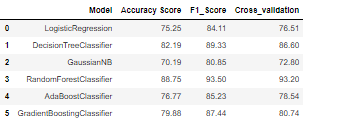 Model Accuracy Score F1_Score Cross_validation
0 LogisticRegression 75.25 84.11 76.51
1 DecisionTreeClassifier 82.19 89.33 86.60
2 GaussianNB 70.19 80.85 72.80
3 RandomForestClassifier 88.75 93.50 93.20
4 AdaBoostClassifier 76.77 85.23 76.54
5 GradientBoostingClassifier 79.88 87.44 80.74